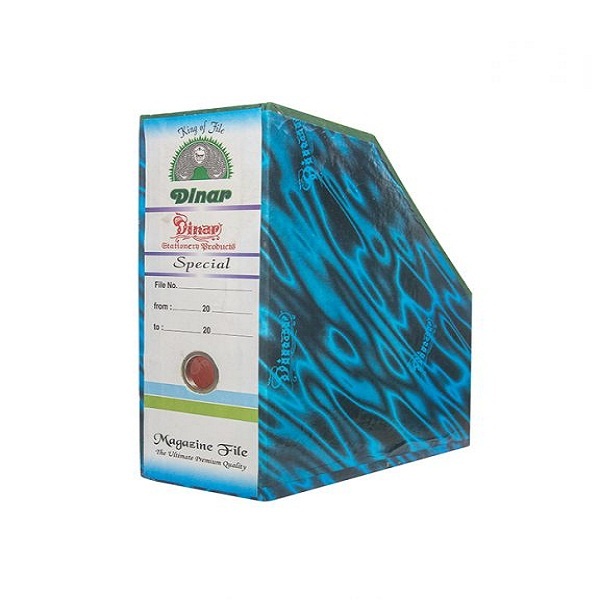 King of File
Dinar
Dinar
Stationery Products
Special
File No.
from : 20
to : 20
Magazine File
The Ultimate Premium Quality